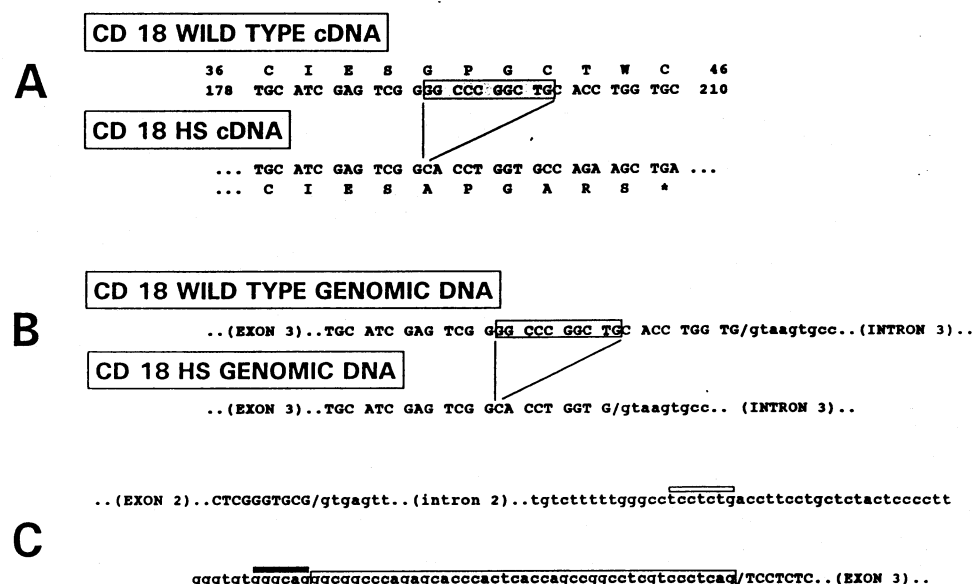 CD 18 WILD TYPE cDNA
A
36 C I E S G P G C T W C 46
178 TGC ATC GAG TCG GGG CCC GGC TGC ACC TGG TGC 210
CD 18 HS cDNA
... TGC ATC GAG TCG GCA CCT GGT GCC AGA AGC TGA ...
... C I E S A P G A R S *
CD 18 WILD TYPE GENOMIC DNA
B
..(EXON 3)..TGC ATC GAG TCG GGG CCC GGC TGC ACC TGG TG/gtaagtgcc..(INTRON 3)..
CD 18 HS GENOMIC DNA
..(EXON 3)..TGC ATC GAG TCG GCA CCT GGT G/gtaagtgcc.. (INTRON 3)..
..(EXON 2)..CTCGGGTGCG/gtgagtt..(intron 2)..tgtctttttgggcctcctctgaccttcctgctctactcccctt
C
gggtgtgggcagggcggcccagagcacccactcaccagccggcctcgtccctcag/TCCTCTC..(EXON 3)..